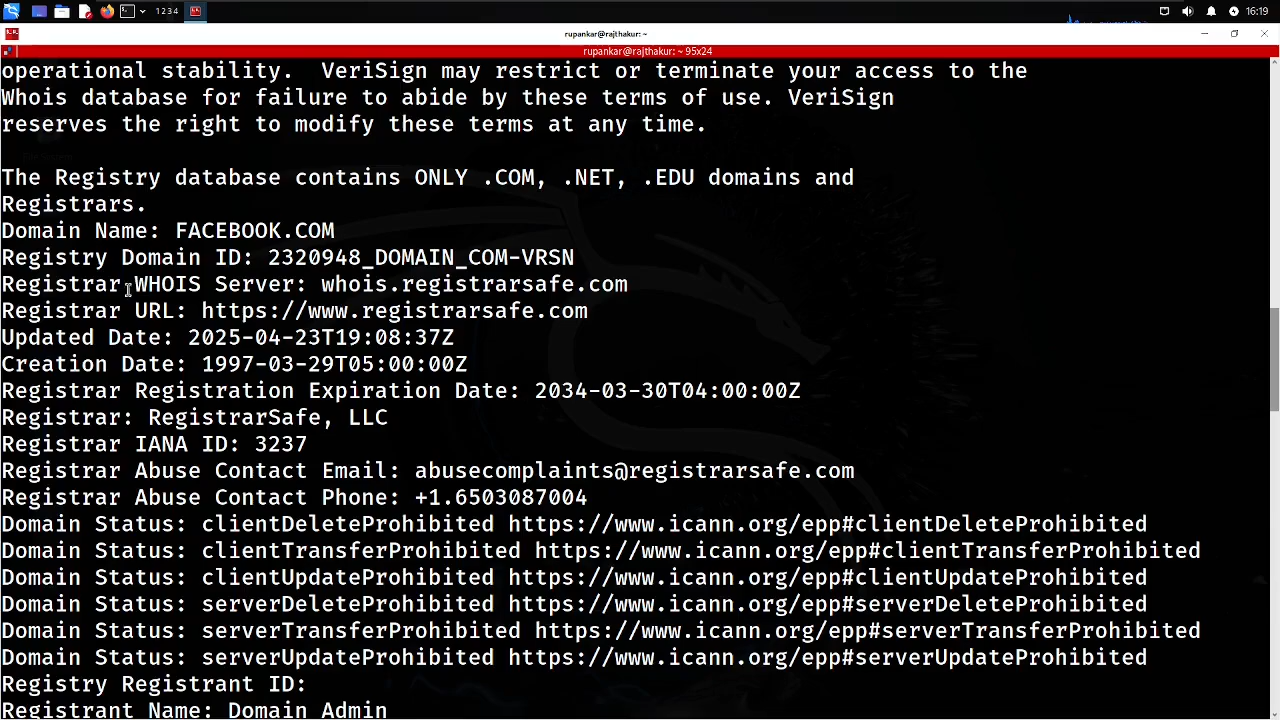 1 2 3 4
16:19
rupankar@rajthakur: ~
rupankar@rajthakur: ~ 95x24
operational stability.  VeriSign may restrict or terminate your access to the
Whois database for failure to abide by these terms of use. VeriSign
reserves the right to modify these terms at any time.
The Registry database contains ONLY .COM, .NET, .EDU domains and
Registrars.
Domain Name: FACEBOOK.COM
Registry Domain ID: 2320948_DOMAIN_COM-VRSN
Registrar WHOIS Server: whois.registrarsafe.com
Registrar URL: https://www.registrarsafe.com
Updated Date: 2025-04-23T19:08:37Z
Creation Date: 1997-03-29T05:00:00Z
Registrar Registration Expiration Date: 2034-03-30T04:00:00Z
Registrar: RegistrarSafe, LLC
Registrar IANA ID: 3237
Registrar Abuse Contact Email: abusecomplaints@registrarsafe.com
Registrar Abuse Contact Phone: +1.6503087004
Domain Status: clientDeleteProhibited https://www.icann.org/epp#clientDeleteProhibited
Domain Status: clientTransferProhibited https://www.icann.org/epp#clientTransferProhibited
Domain Status: clientUpdateProhibited https://www.icann.org/epp#clientUpdateProhibited
Domain Status: serverDeleteProhibited https://www.icann.org/epp#serverDeleteProhibited
Domain Status: serverTransferProhibited https://www.icann.org/epp#serverTransferProhibited
Domain Status: serverUpdateProhibited https://www.icann.org/epp#serverUpdateProhibited
Registry Registrant ID:
Registrant Name: Domain Admin